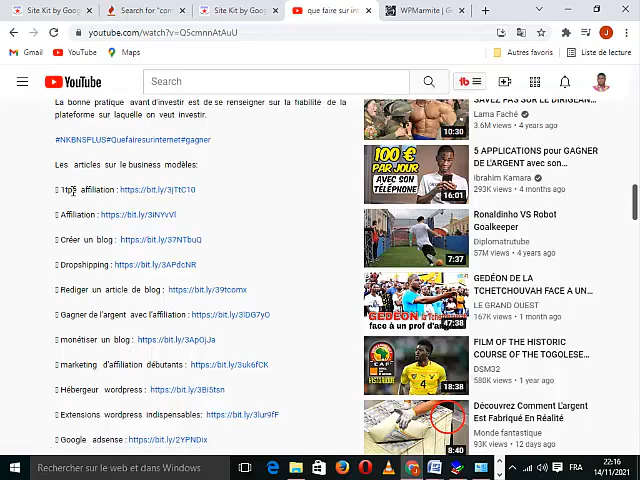 Site Kit by Goog
Search for "com
Site Kit by Goog
que faire sur int
WPMarmite | Gu
youtube.com/watch?v=Q5cmnnAtAuU
Gmail
YouTube
Maps
Autres favoris
Liste de lecture
YouTube
Search
La bonne pratique avant d'investir est de se renseigner sur la fiabilité de la
plateforme sur laquelle on veut investir.
#NKBNSPLUS#Quefairesurinternet#gagner
Les articles sur le business modèles:
affiliation : https://bit.ly/3jTtC10
Affiliation : https://bit.ly/3iNYvVl
Créer un blog : https://bit.ly/37NTbuQ
Dropshipping : https://bit.ly/3APdcNR
Rediger un article de blog : https://bit.ly/39tcomx
Gagner de l'argent avec l'affiliation : https://bit.ly/3lDG7yO
monétiser un blog : https://bit.ly/3ApOjJa
marketing d'affiliation débutants : https://bit.ly/3uk6fCK
Hébergeur wordpress : https://bit.ly/3Bi5tsn
Extensions wordpress indispensables: https://bit.ly/3lur9fF
Google adsense : https://bit.ly/2YPNDix
SAVEZ PAS SUR LE DIRIGEAN...
Lama Faché
3.6M views • 4 years ago
10:30
100 €
PAR JOUR
AVEC SON
TÉLÉPHONE
16:01
5 APPLICATIONS pour GAGNER
DE L'ARGENT avec son...
Ibrahim Kamara
293K views • 4 months ago
7:37
Ronaldinho VS Robot
Goalkeeper
Diplomatrutube
57M views • 4 years ago
GEDEON
face à un prof d'an
47:38
GEDÉON DE LA
TCHETCHOUVAH FACE A UN...
LE GRAND OUEST
167K views • 1 month ago
CAF
HISTORIQUE
4
18:38
FILM OF THE HISTORIC
COURSE OF THE TOGOLESE...
DSM32
580K views • 1 year ago
8:40
Découvrez Comment L'argent
est Fabriqué En Réalité
Monde fantastique
93K views • 12 days ago
Rechercher sur le web et dans Windows
FRA
22:16
14/11/2021